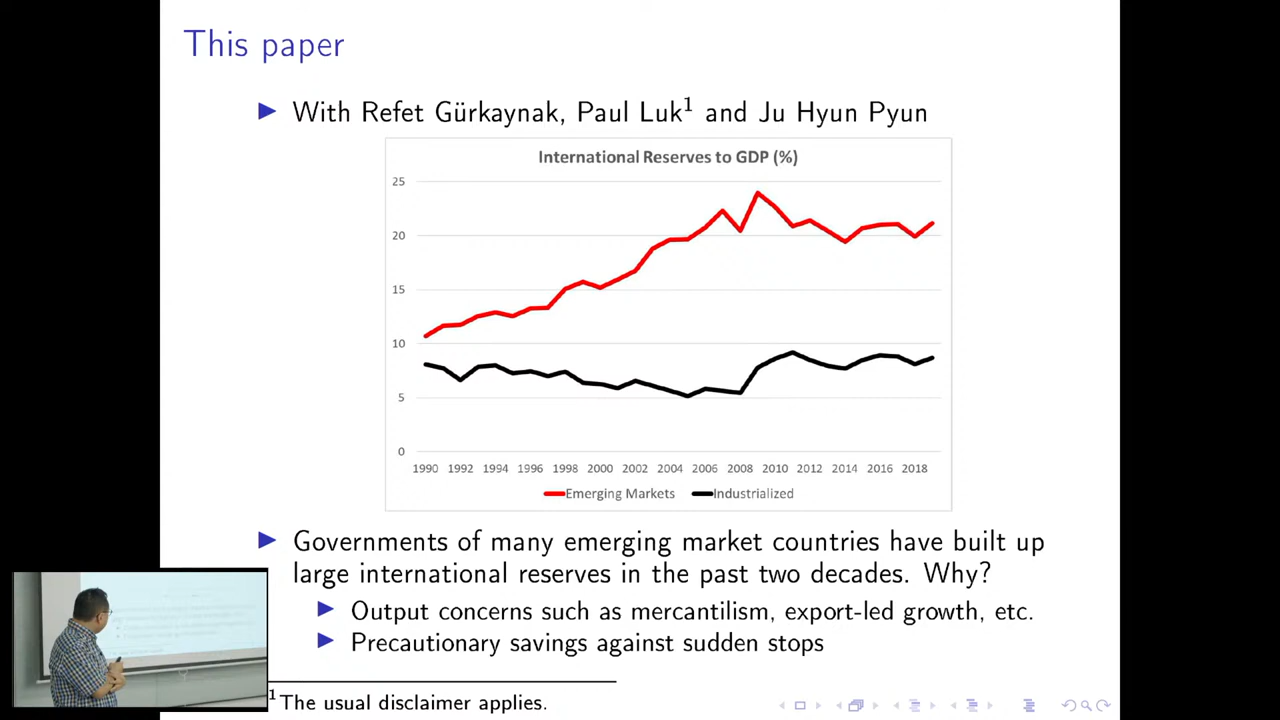 This paper
▶ With Refet Gürkaynak, Paul Luk¹ and Ju Hyun Pyun
International Reserves to GDP (%)
25
20
15
10
5
0
1990 1992 1994 1996 1998 2000 2002 2004 2006 2008 2010 2012 2014 2016 2018
Emerging Markets Industrialized
▶ Governments of many emerging market countries have built up
large international reserves in the past two decades. Why?
▶ Output concerns such as mercantilism, export-led growth, etc.
▶ Precautionary savings against sudden stops
¹The usual disclaimer applies.